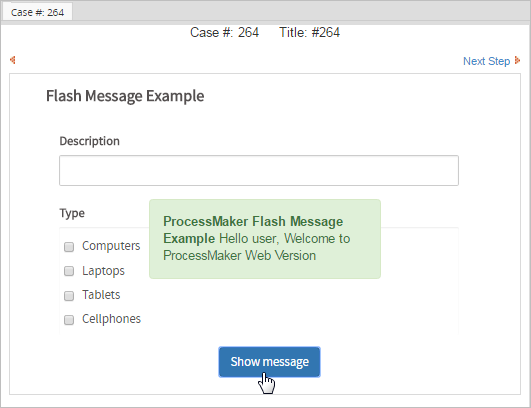 Case #: 264
Case #: 264 Title: #264
Next Step
Flash Message Example
Description
Type
ProcessMaker Flash Message
Example Hello user, Welcome to
ProcessMaker Web Version
Computers
Laptops
Tablets
Cellphones
Show message